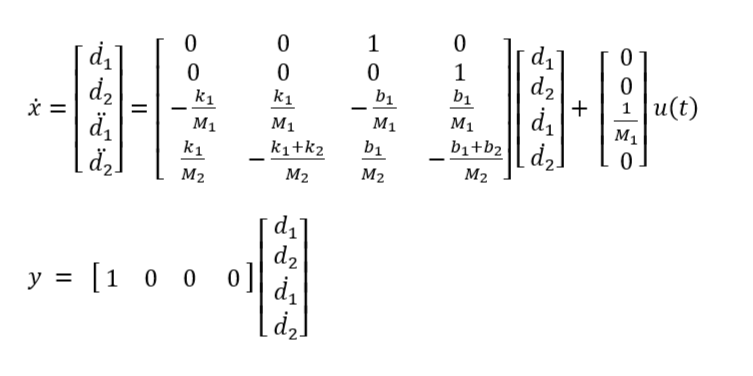 ẋ = [ḋ₁ ḋ₂ d̈₁ d̈₂] = [0 0 1 0; 0 0 0 1; −k₁/M₁ k₁/M₁ −b₁/M₁ b₁/M₁; k₁/M₂ −(k₁+k₂)/M₂ b₁/M₂ −(b₁+b₂)/M₂] [d₁ d₂ ḋ₁ ḋ₂] + [0 0 1/M₁ 0] u(t)
y = [1 0 0 0] [d₁ d₂ ḋ₁ ḋ₂]